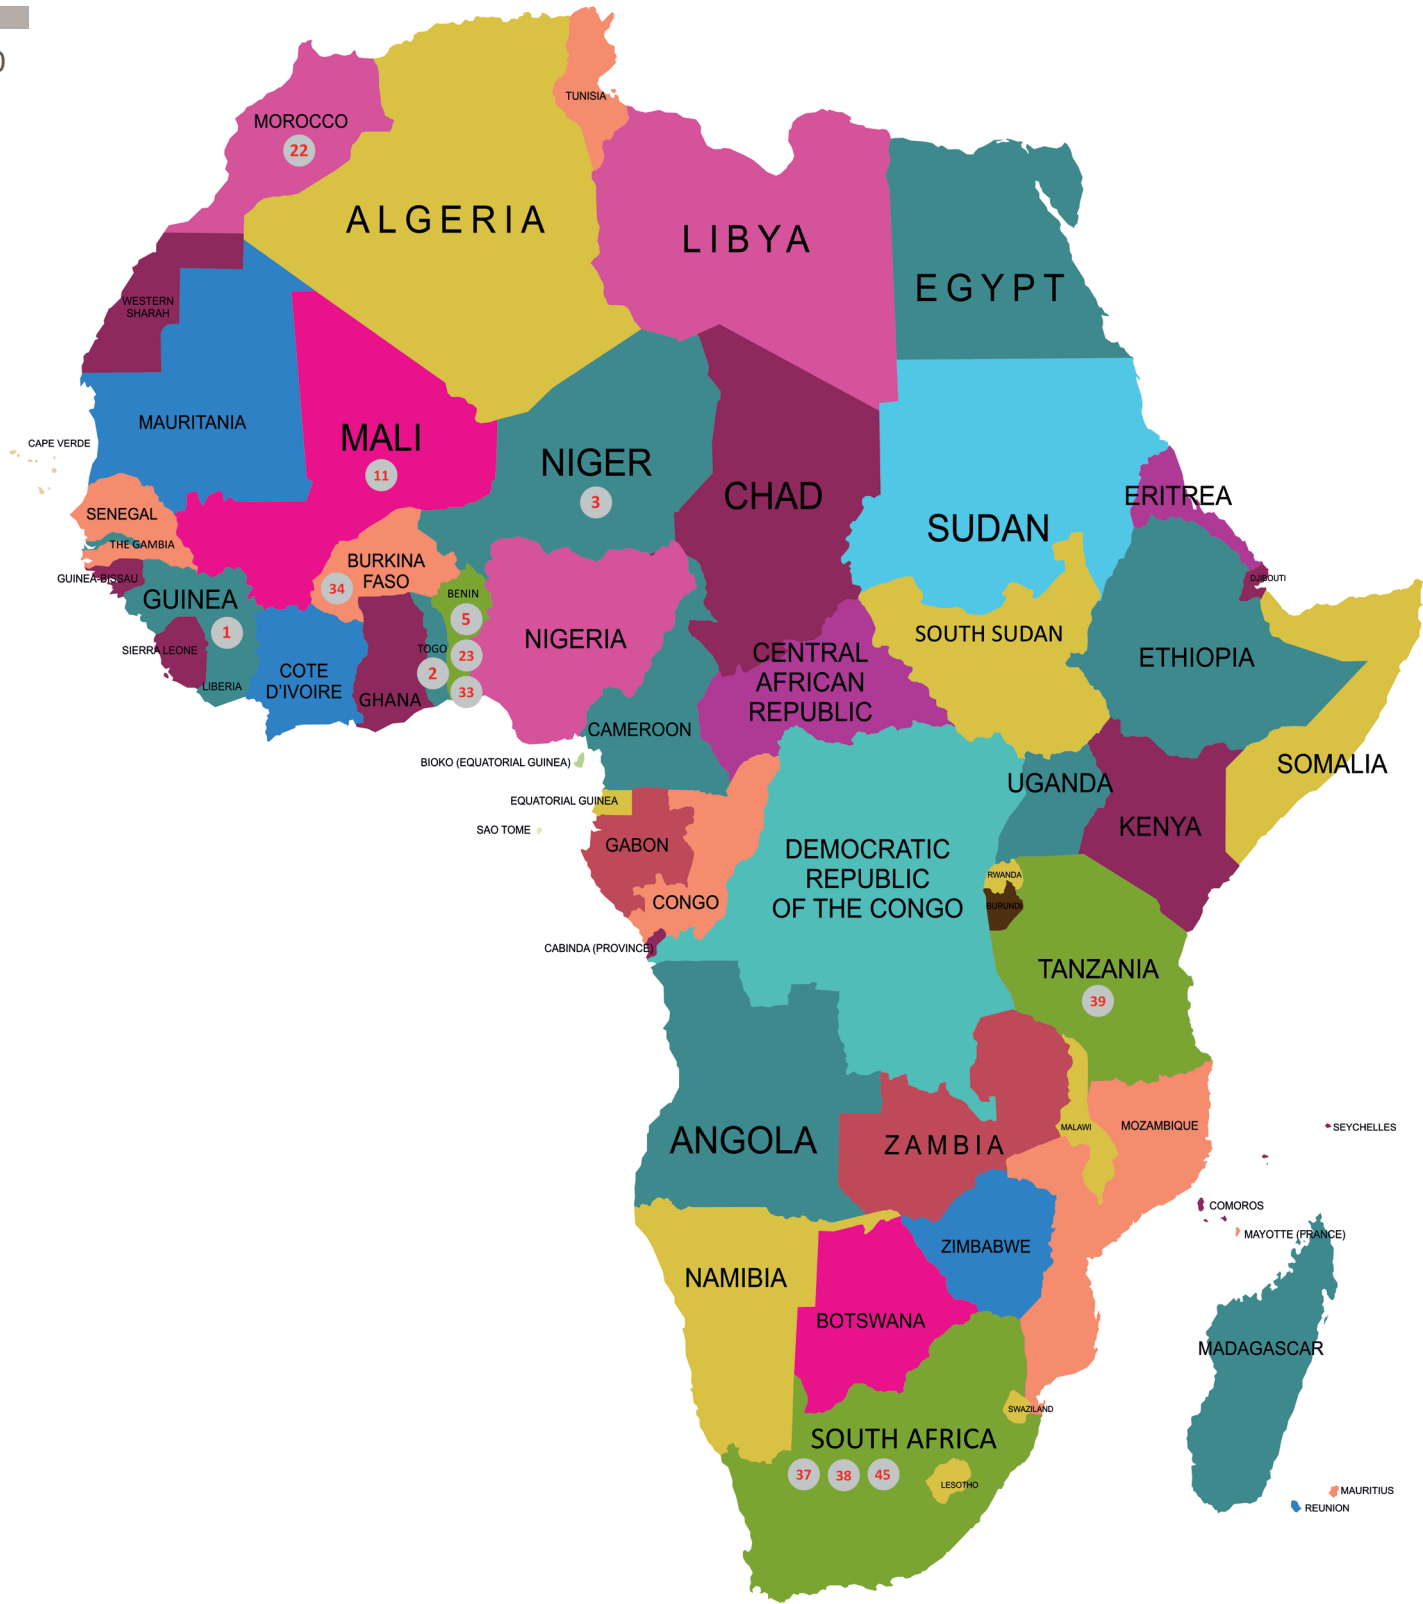 0
TUNISIA
MOROCCO
22
ALGERIA
LIBYA
EGYPT
WESTERN
SHARAH
MAURITANIA
CAPE VERDE
MALI
11
NIGER
3
CHAD
SUDAN
ERITREA
SENEGAL
THE GAMBIA
GUINEA-BISSAU
GUINEA
1
BURKINA
FASO
34
BENIN
5
23
33
DJIBOUTI
NIGERIA
SOUTH SUDAN
ETHIOPIA
SIERRA LEONE
LIBERIA
COTE
D'IVOIRE
GHANA
TOGO
2
CENTRAL
AFRICAN
REPUBLIC
CAMEROON
BIOKO (EQUATORIAL GUINEA)
SOMALIA
UGANDA
EQUATORIAL GUINEA
SAO TOME
GABON
KENYA
DEMOCRATIC
REPUBLIC
OF THE CONGO
RWANDA
BURUNDI
CONGO
CABINDA (PROVINCE)
TANZANIA
39
ANGOLA
ZAMBIA
MALAWI
MOZAMBIQUE
SEYCHELLES
COMOROS
MAYOTTE (FRANCE)
ZIMBABWE
NAMIBIA
BOTSWANA
MADAGASCAR
SWAZILAND
SOUTH AFRICA
37
38
45
LESOTHO
MAURITIUS
REUNION